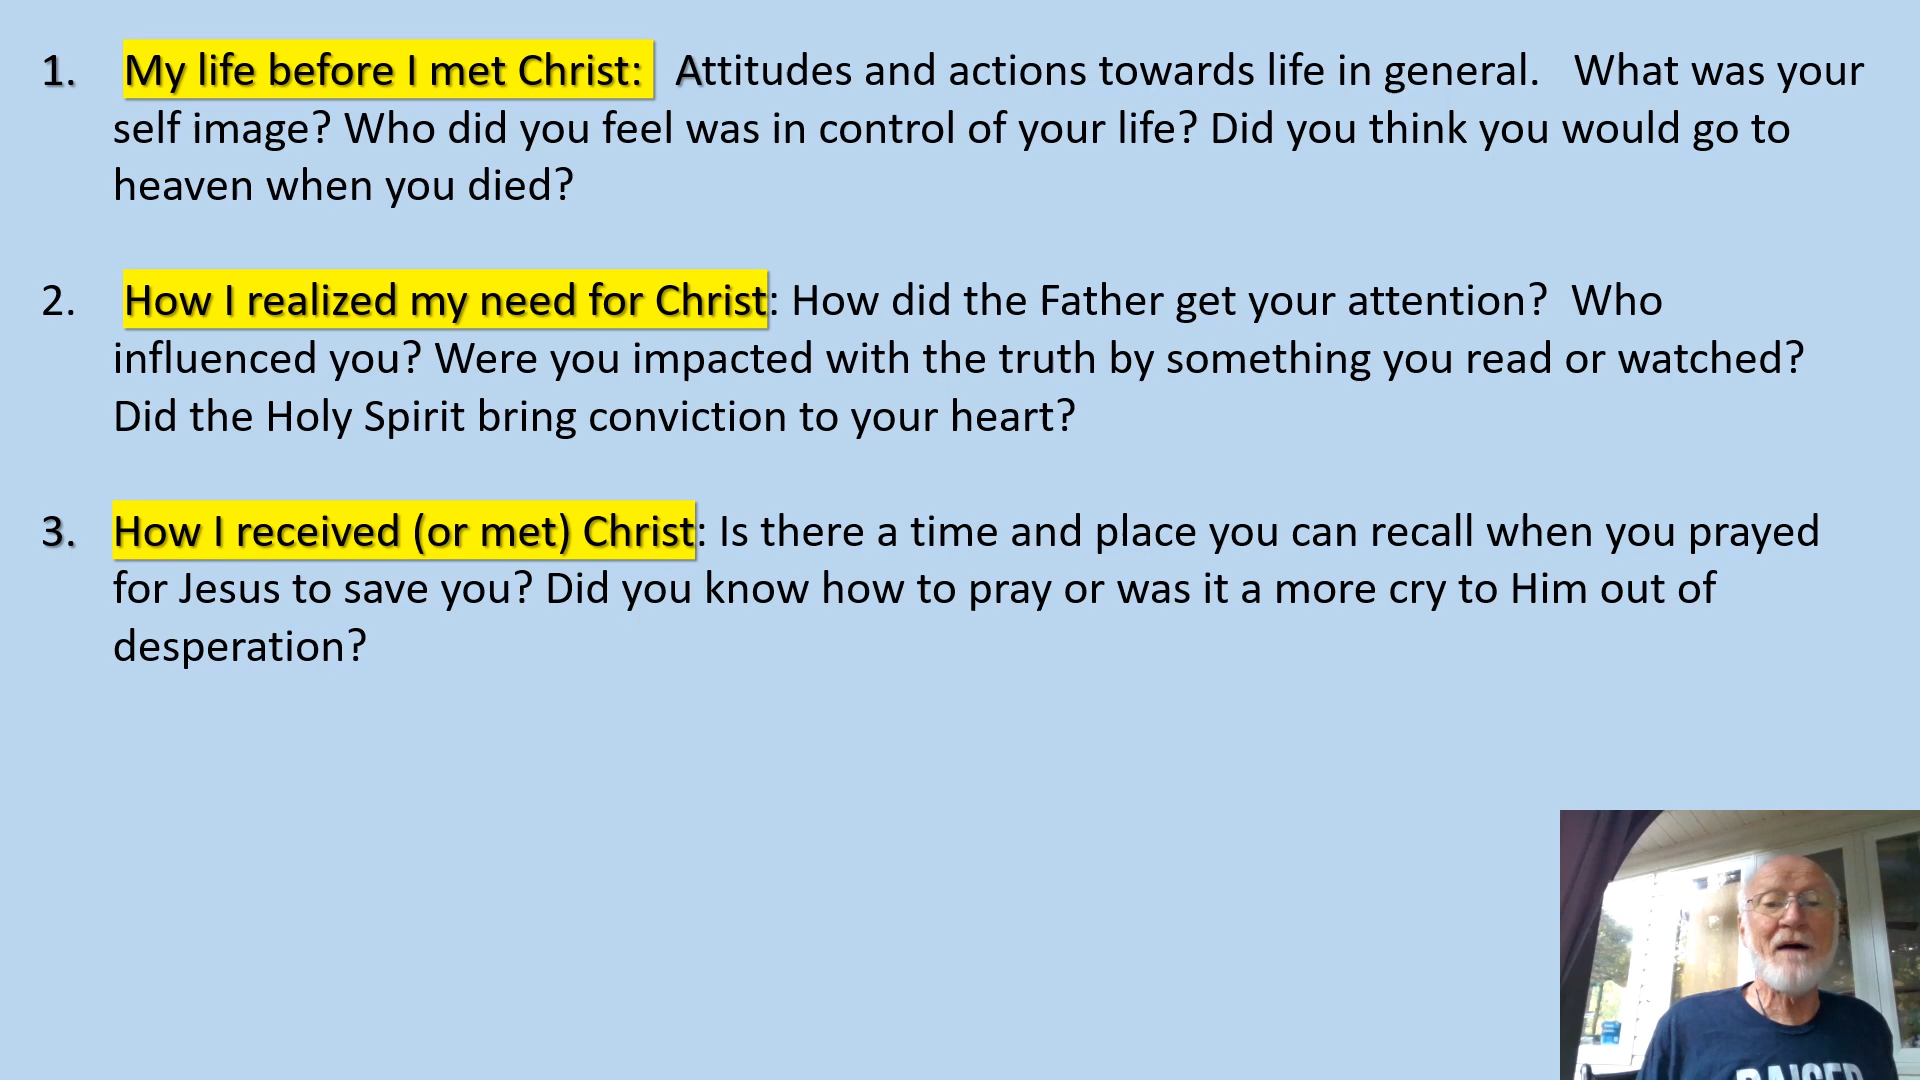 1. My life before I met Christ: Attitudes and actions towards life in general. What was your
self image? Who did you feel was in control of your life? Did you think you would go to
heaven when you died?
2. How I realized my need for Christ: How did the Father get your attention? Who
influenced you? Were you impacted with the truth by something you read or watched?
Did the Holy Spirit bring conviction to your heart?
3. How I received (or met) Christ: Is there a time and place you can recall when you prayed
for Jesus to save you? Did you know how to pray or was it a more cry to Him out of
desperation?
RAISED